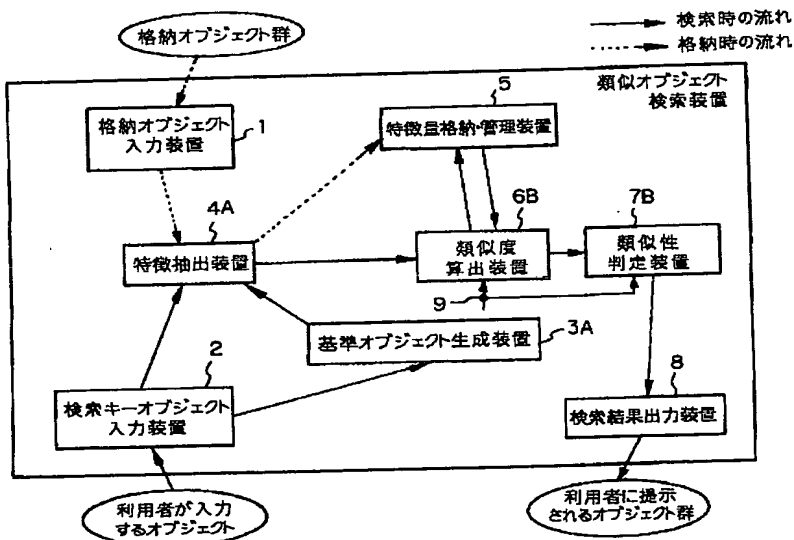 検索時の流れ
格納時の流れ
格納オブジェクト群
類似オブジェクト
検索装置
格納オブジェクト
入力装置
1
5
特徴量格納・管理装置
4A
特徴抽出装置
6B
類似度
算出装置
7B
類似性
判定装置
9
基準オブジェクト生成装置
3A
2
検索キーオブジェクト
入力装置
8
検索結果出力装置
利用者が入力
するオブジェクト
利用者に提示
されるオブジェクト群